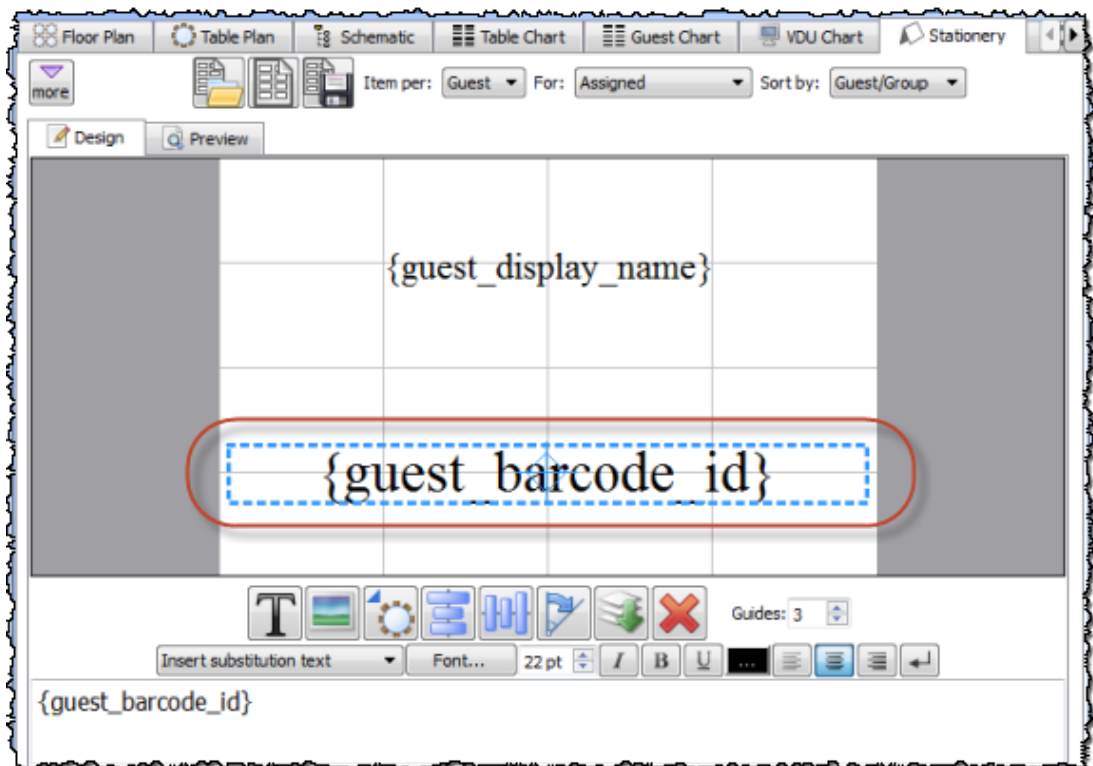 Floor Plan Table Plan Schematic Table Chart Guest Chart VDU Chart Stationery
more Item per: Guest For: Assigned Sort by: Guest/Group
Design Preview
{guest_display_name}
{guest_barcode_id}
T Guides: 3
Insert substitution text Font... 22 pt I B U ...
{guest_barcode_id}